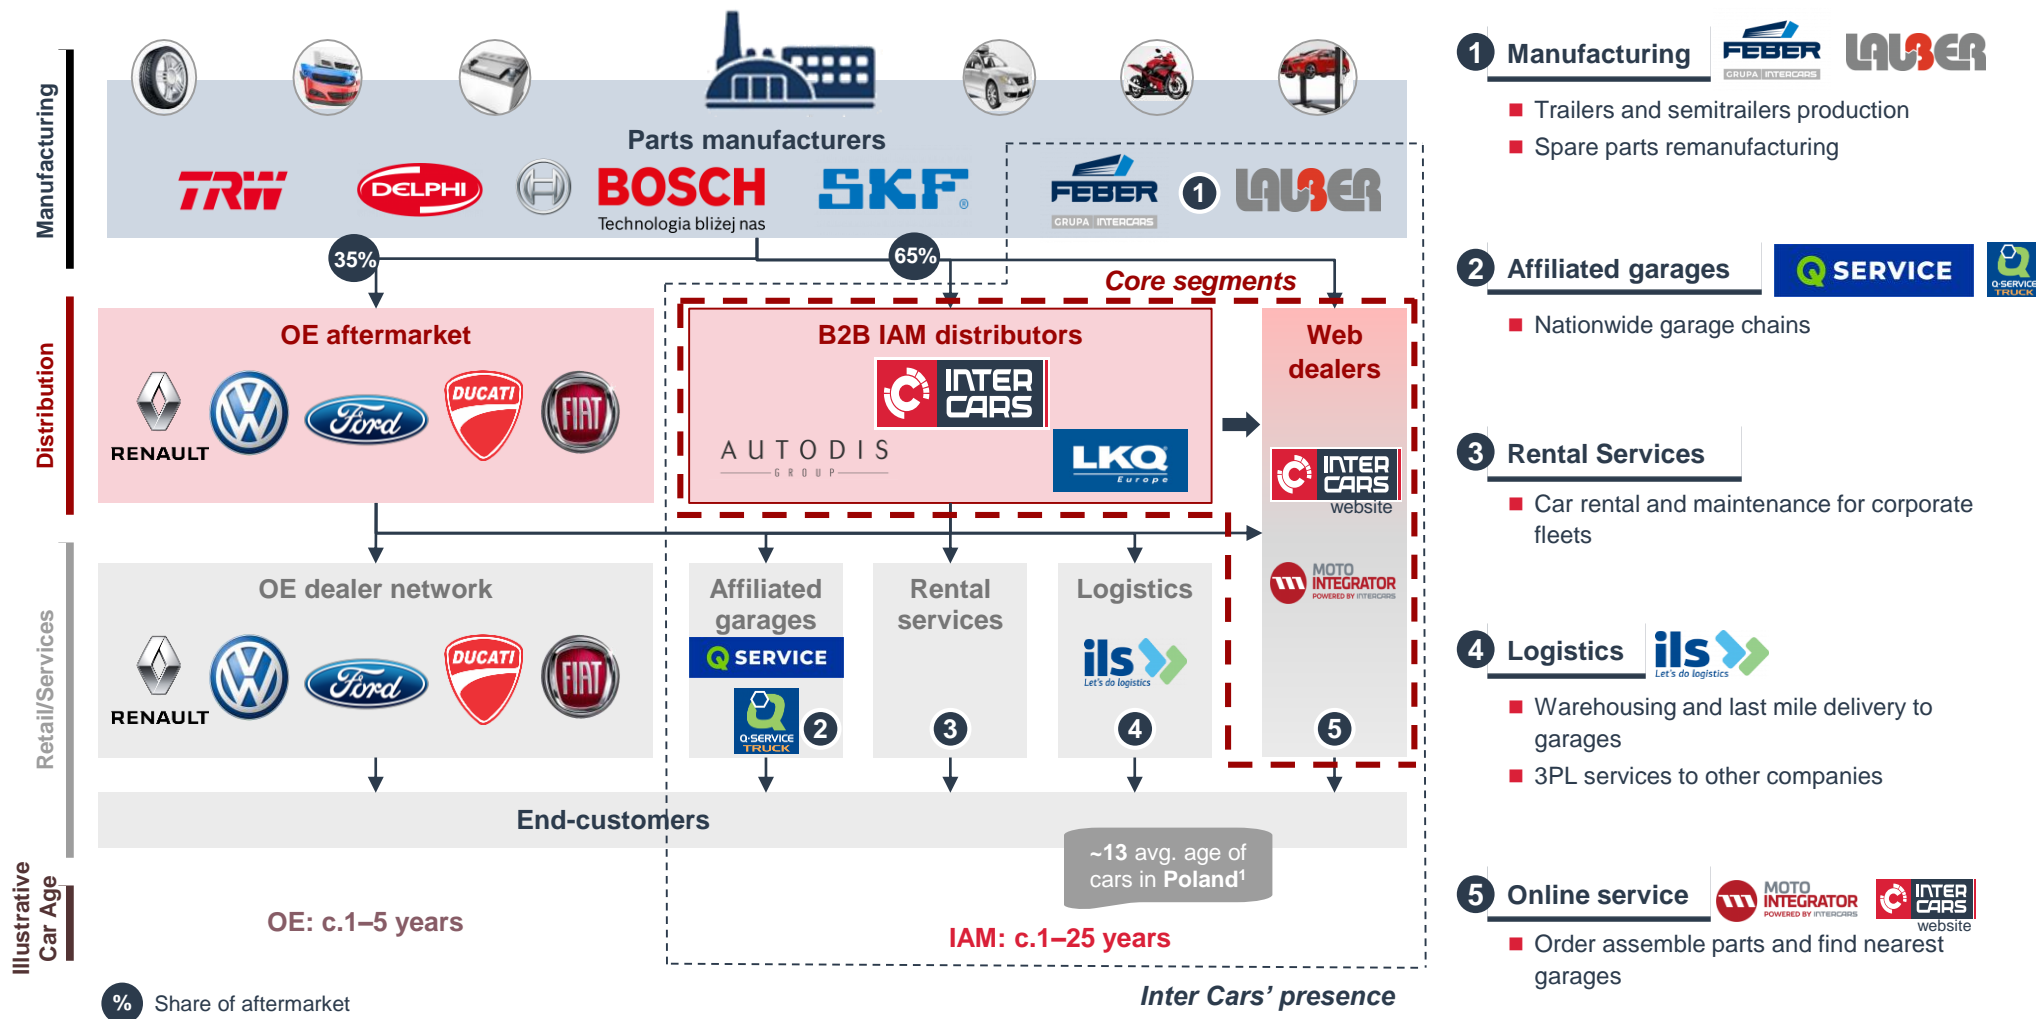 Manufacturing
Parts manufacturers
TRW
DELPHI
BOSCH
Technologia bliżej nas
SKF
FEBER
GRUPA INTERCARS
1
LAUBER
35%
65%
Core segments
Distribution
OE aftermarket
RENAULT
VW
Ford
DUCATI
FIAT
B2B IAM distributors
INTER
CARS
AUTODIS
GROUP
LKQ
Europe
Web
dealers
INTER
CARS
website
Retail/Services
OE dealer network
RENAULT
VW
Ford
DUCATI
FIAT
Affiliated
garages
Q SERVICE
Q-SERVICE
TRUCK
2
Rental
services
3
Logistics
ils
Let's do logistics
4
MOTO
INTEGRATOR
POWERED BY INTERCARS
5
End-customers
~13 avg. age of
cars in Poland¹
Illustrative
Car Age
OE: c.1–5 years
IAM: c.1–25 years
Inter Cars' presence
% Share of aftermarket
1 Manufacturing
FEBER
GRUPA INTERCARS
LAUBER
Trailers and semitrailers production
Spare parts remanufacturing
2 Affiliated garages
Q SERVICE
Q-SERVICE
TRUCK
Nationwide garage chains
3 Rental Services
Car rental and maintenance for corporate
fleets
4 Logistics
ils
Let's do logistics
Warehousing and last mile delivery to
garages
3PL services to other companies
5 Online service
MOTO
INTEGRATOR
POWERED BY INTERCARS
INTER
CARS
website
Order assemble parts and find nearest
garages